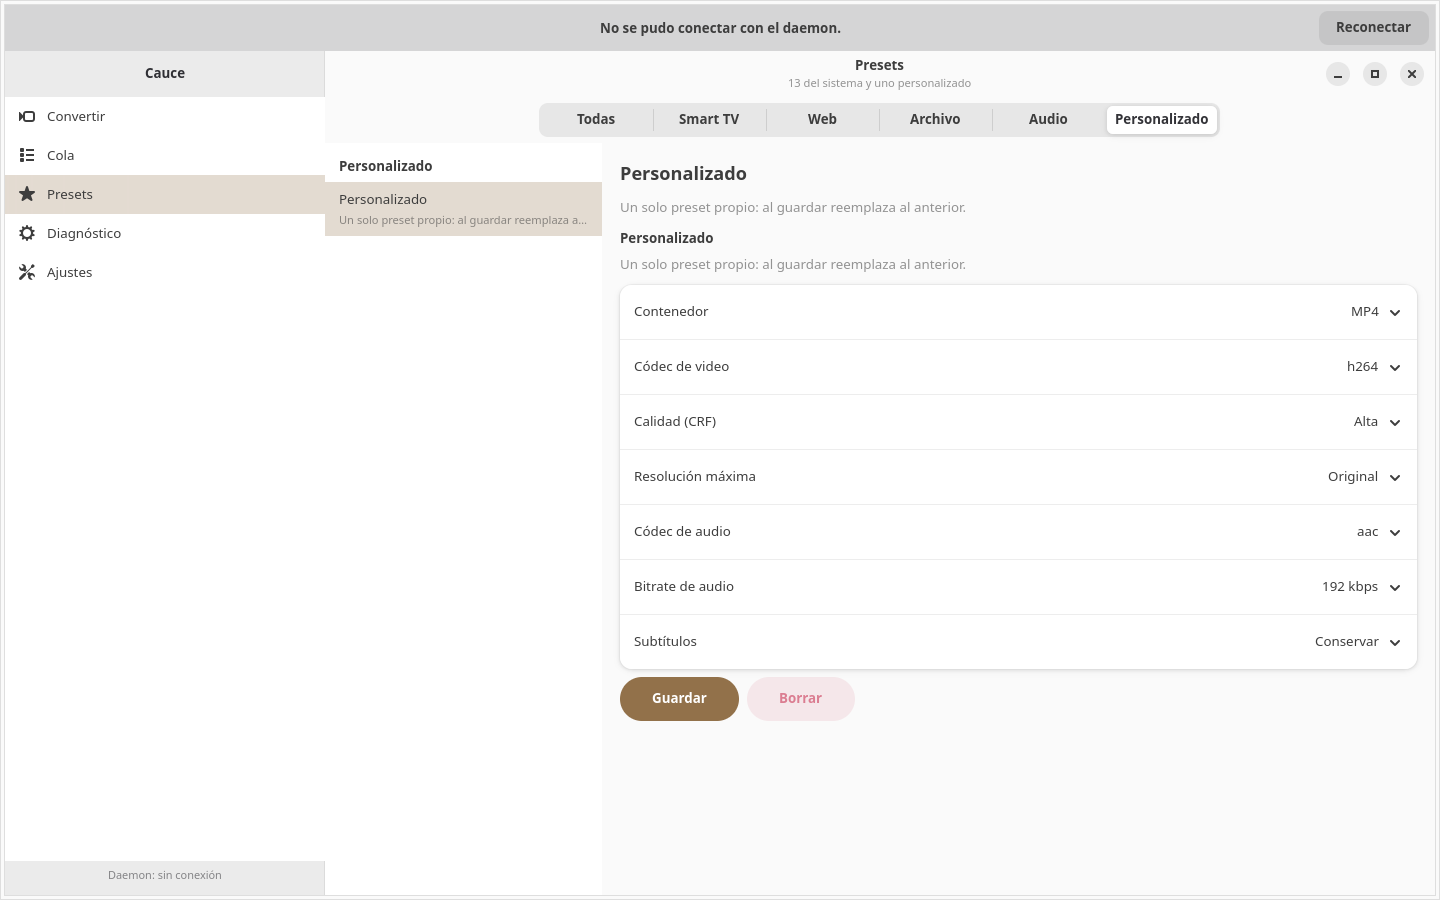 No se pudo conectar con el daemon.
Reconectar
Cauce
Presets
13 del sistema y uno personalizado
Convertir
Cola
Presets
Diagnóstico
Ajustes
Todas
Smart TV
Web
Archivo
Audio
Personalizado
Personalizado
Personalizado
Un solo preset propio: al guardar reemplaza a...
Personalizado
Un solo preset propio: al guardar reemplaza al anterior.
Personalizado
Un solo preset propio: al guardar reemplaza al anterior.
Contenedor MP4
Códec de video h264
Calidad (CRF) Alta
Resolución máxima Original
Códec de audio aac
Bitrate de audio 192 kbps
Subtítulos Conservar
Guardar
Borrar
Daemon: sin conexión